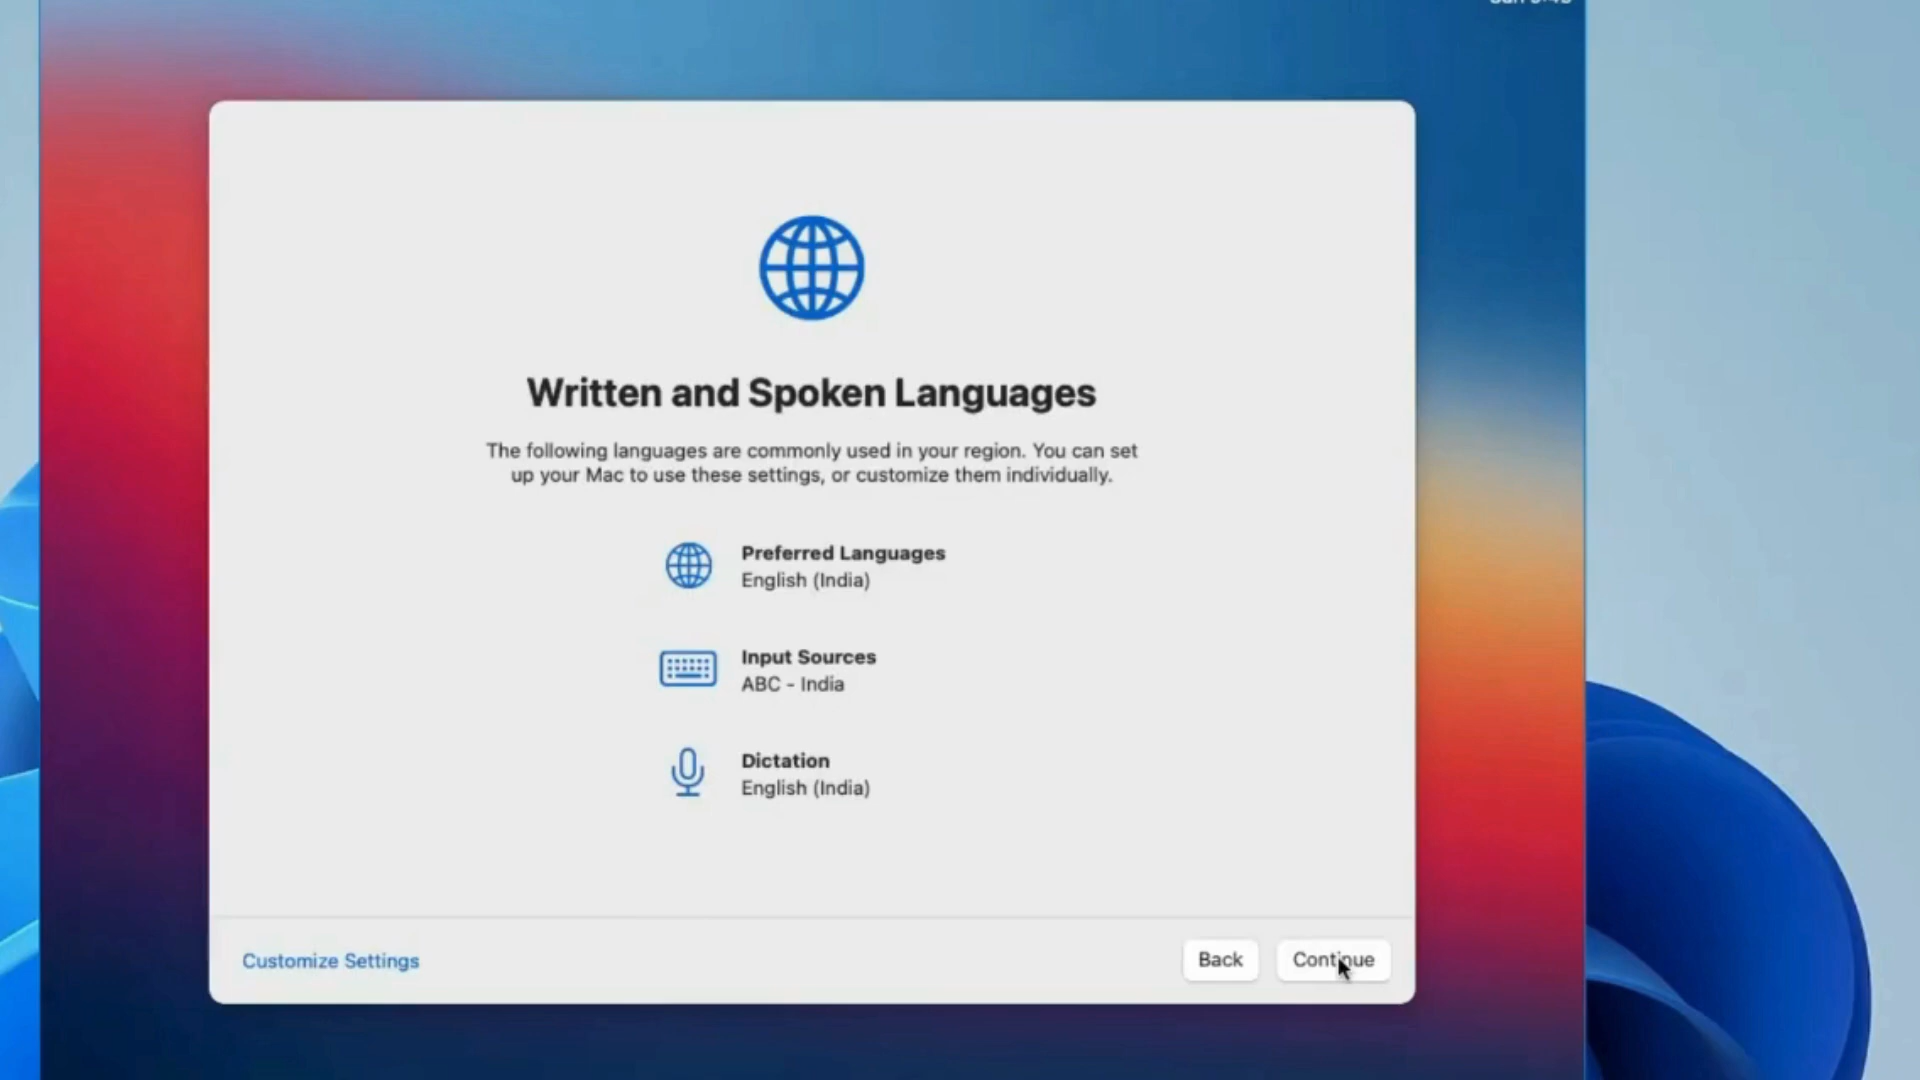 Written and Spoken Languages
The following languages are commonly used in your region. You can set
up your Mac to use these settings, or customize them individually.
Preferred Languages
English (India)
Input Sources
ABC - India
Dictation
English (India)
Customize Settings
Back
Continue